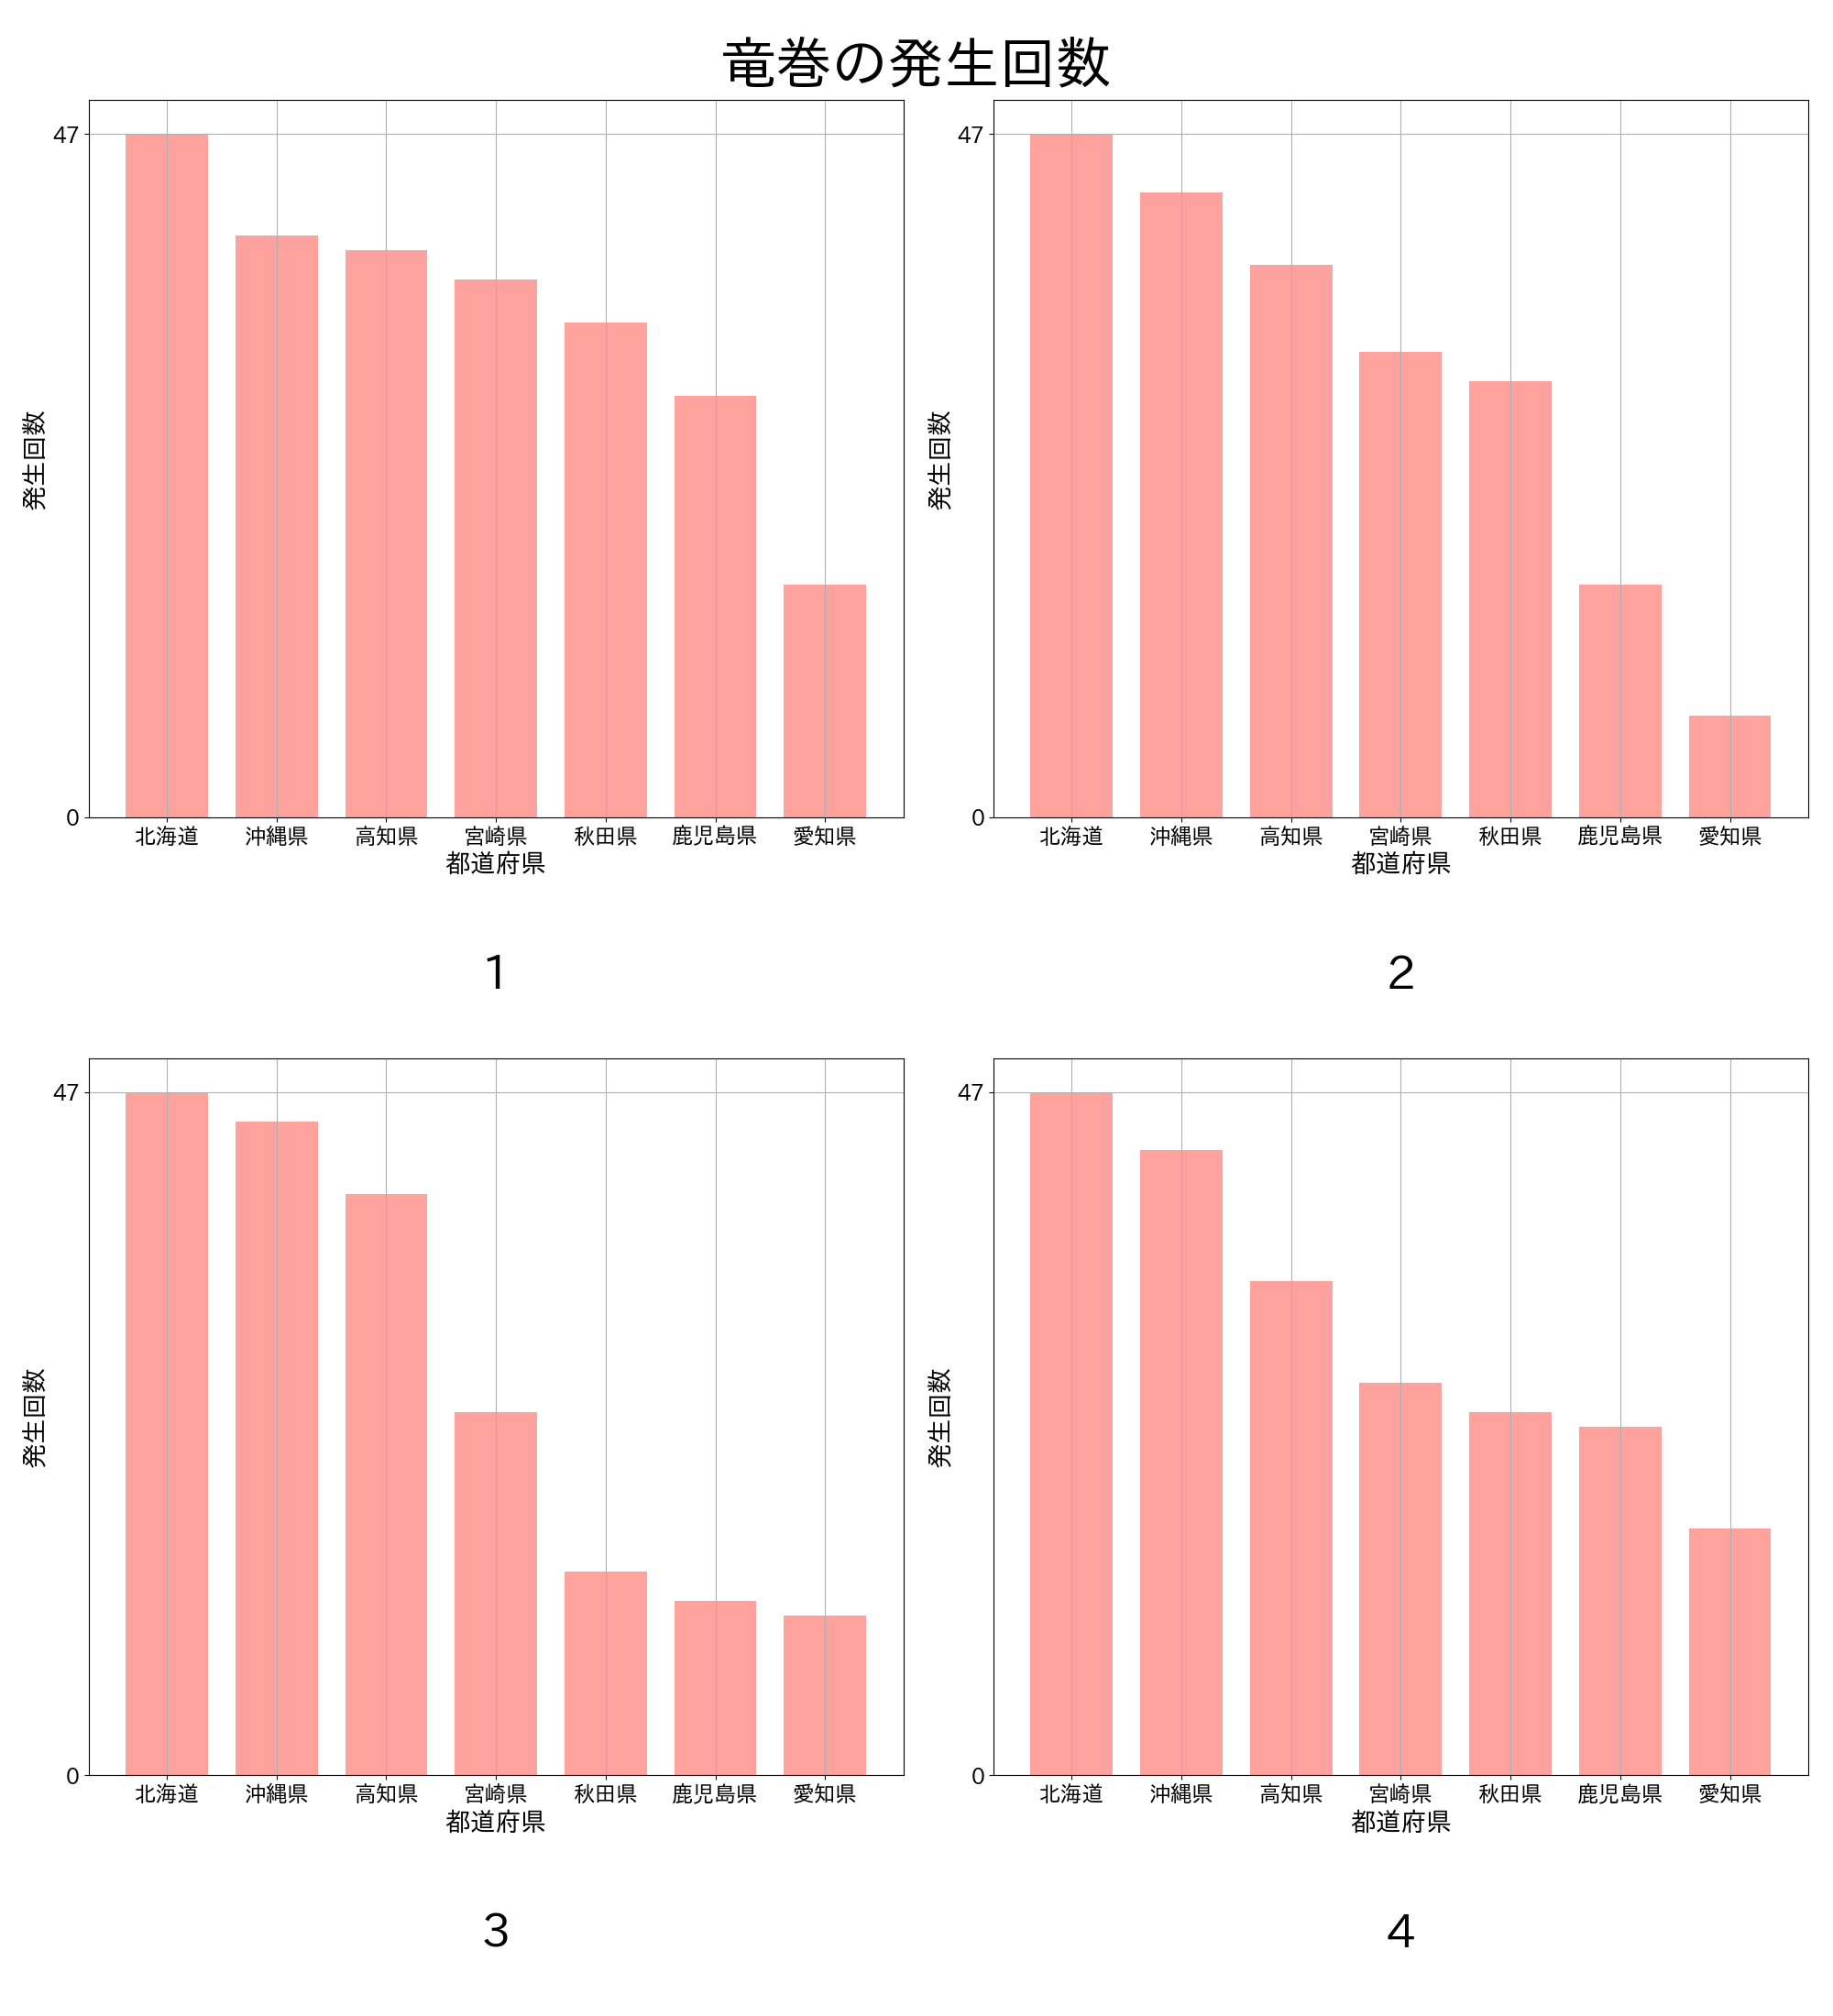 竜巻の発生回数
47
0
発生回数
北海道 沖縄県 高知県 宮崎県 秋田県 鹿児島県 愛知県
都道府県
1
47
0
発生回数
北海道 沖縄県 高知県 宮崎県 秋田県 鹿児島県 愛知県
都道府県
2
47
0
発生回数
北海道 沖縄県 高知県 宮崎県 秋田県 鹿児島県 愛知県
都道府県
3
47
0
発生回数
北海道 沖縄県 高知県 宮崎県 秋田県 鹿児島県 愛知県
都道府県
4